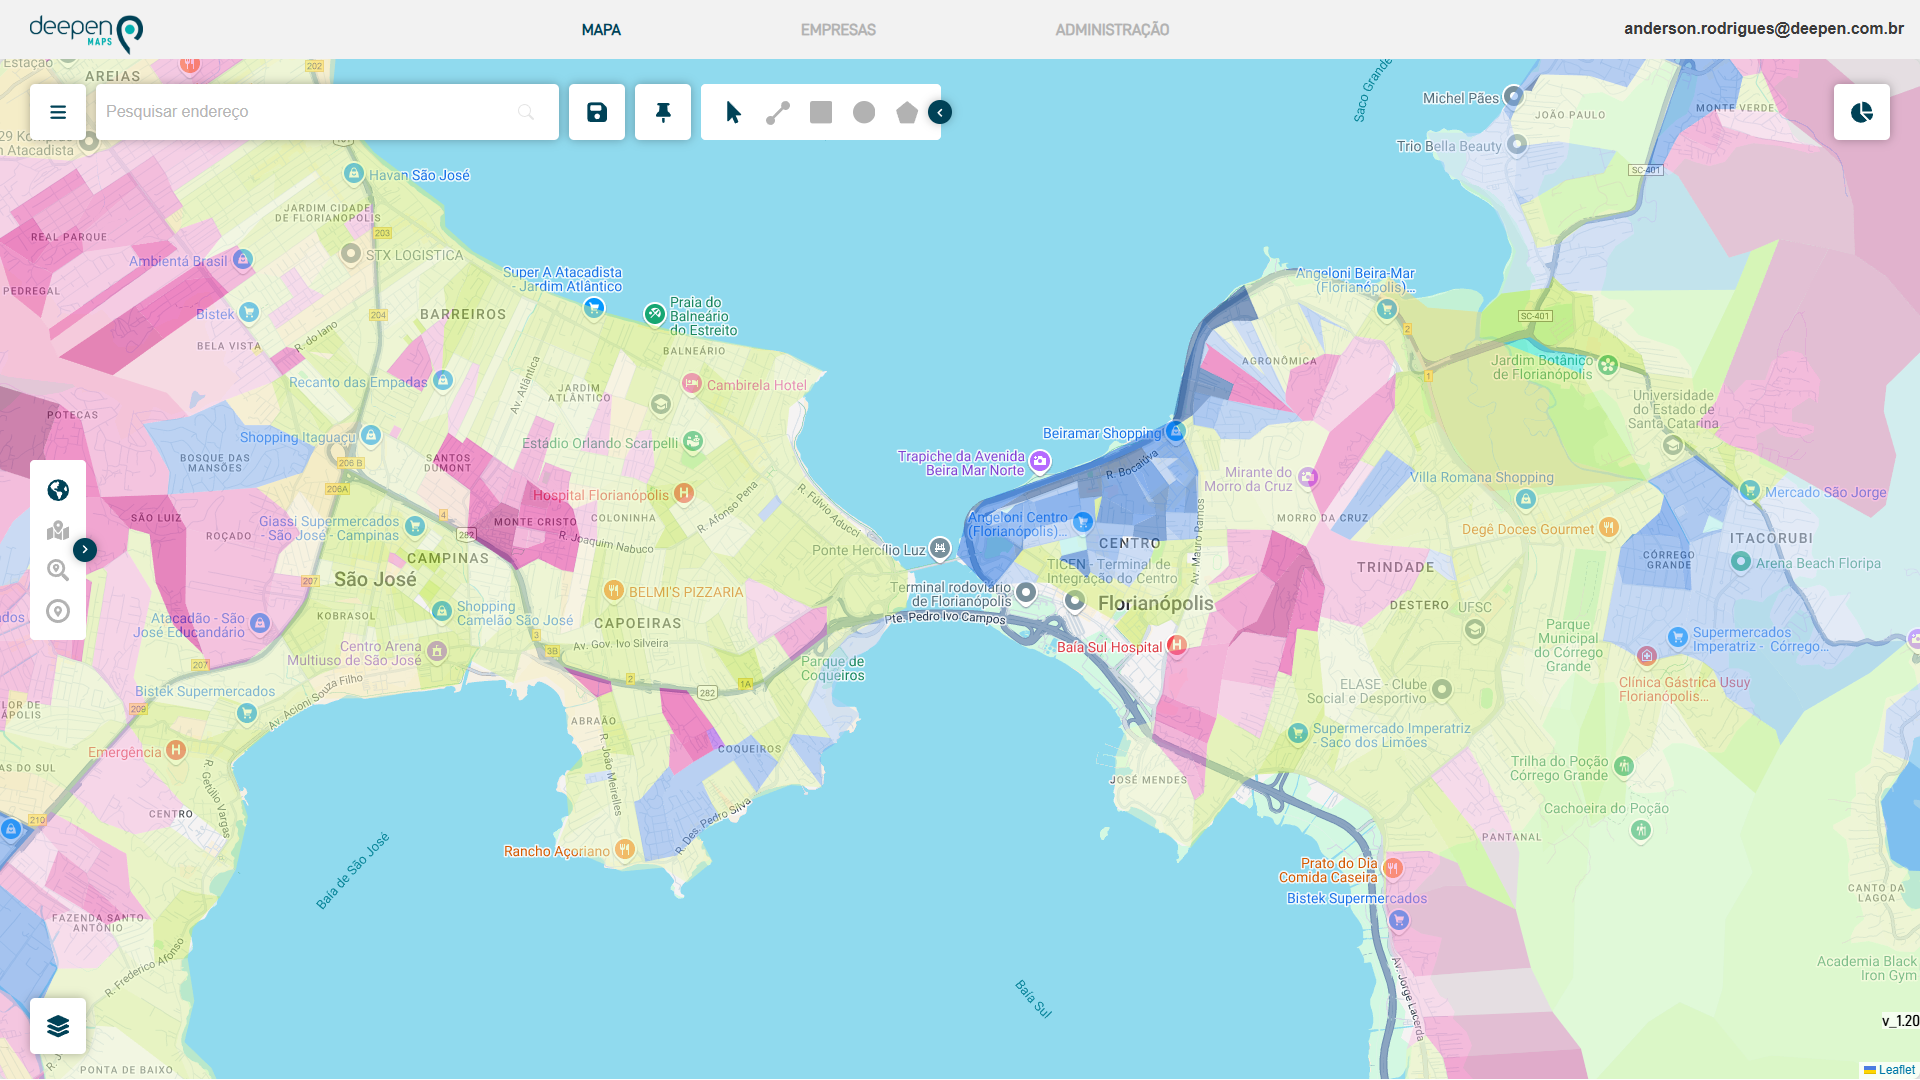 deepen
MAPS
MAPA
EMPRESAS
ADMINISTRAÇÃO
anderson.rodrigues@deepen.com.br
Estação
AREIAS
202
Pesquisar endereço
Atacadista
Saco Grande
Michel Pães
JOÃO PAULO
MONTE VERDE
Trio Bella Beauty
SC-401
Havan São José
JARDIM CIDADE
DE FLORIANÓPOLIS
203
REAL PARQUE
Ambientá Brasil
STX LOGISTICA
PEDREGAL
Super A Atacadista
- Jardim Atlântico
Angeloni Beira-Mar
(Florianópolis)...
Praia do
Balneário
do Estreito
Bistek
204
BARREIROS
R. do Iano
BELA VISTA
BALNEÁRIO
SC-401
2
AGRONÔMICA
Jardim Botânico
de Florianópolis
1
Recanto das Empadas
Av. Atlântica
JARDIM
ATLÂNTICO
Cambirela Hotel
POTECAS
Universidade
do Estado de
Santa Catarina
Shopping Itaguaçu
Estádio Orlando Scarpelli
Beiramar Shopping
BOSQUE DAS
MANSÕES
206 B
SANTOS
DUMONT
Trapiche da Avenida
Beira Mar Norte
R. Bocaiúva
Mirante do
Morro da Cruz
Villa Romana Shopping
206A
Hospital Florianópolis
R. Afonso Pena
R. Fúlvio Aducci
Mercado São Jorge
SÃO LUIZ
ROÇADO
Giassi Supermercados
- São José - Campinas
4
282
MONTE CRISTO
COLONINHA
R. Joaquim Nabuco
Angeloni Centro
(Florianópolis)...
CENTRO
Av. Mauro Ramos
MORRO DA CRUZ
Degê Doces Gourmet
ITACORUBI
CAMPINAS
Ponte Hercílio Luz
TICEN - Terminal de
Integração do Centro
CÓRREGO
GRANDE
Arena Beach Floripa
TRINDADE
São José
207
BELMI'S PIZZARIA
Terminal rodoviário
de Florianópolis
Pte. Pedro Ivo Campos
Florianópolis
DESTERO
UFSC
KOBRASOL
Shopping
Camelão São José
CAPOEIRAS
Atacadão - São
José Educandário
3
3B
Av. Gov. Ivo Silveira
Centro Arena
Multiuso de São José
Baía Sul Hospital
Parque
Municipal
do Córrego
Grande
Supermercados
Imperatriz - Córrego...
207
Parque de
Coqueiros
2
1A
282
Bistek Supermercados
Av. Acioni Souza Filho
209
ELASE - Clube
Social e Desportivo
Clínica Gástrica Usuy
Florianópolis...
ABRAÃO
R. João Meirelles
COQUEIROS
Supermercado Imperatriz
- Saco dos Limões
Emergência
R. Getúlio Vargas
Trilha do Poção
Córrego Grande
JOSÉ MENDES
Cachoeira do Poção
CENTRO
210
R. Des. Pedro Silva
PANTANAL
Baía de São José
Rancho Açoriano
Prato do Dia
Comida Caseira
Bistek Supermercados
CANTO DA
LAGOA
FAZENDA SANTO
ANTÔNIO
R. Frederico Afonso
Av. Jorge Lacerda
Baía Sul
Academia Black
Iron Gym
v_1.20
PONTA DE BAIXO
Leaflet